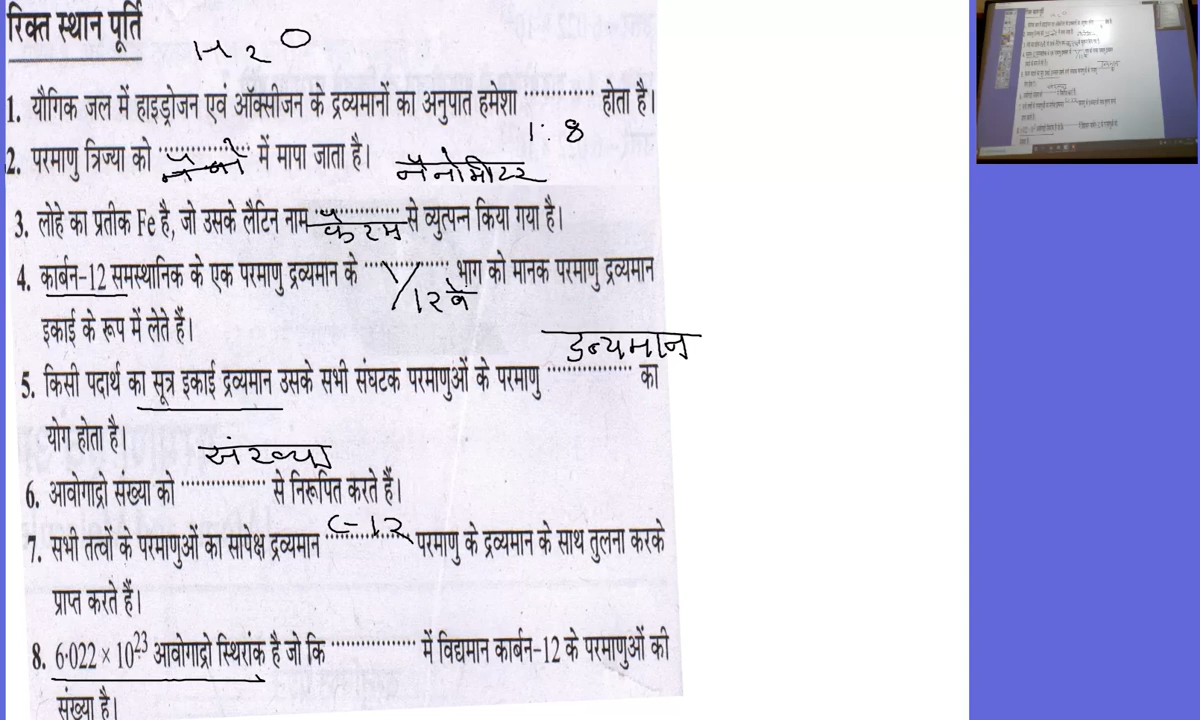 रिक्त स्थान पूर्ति
H2O
1. यौगिक जल में हाइड्रोजन एवं ऑक्सीजन के द्रव्यमानों का अनुपात हमेशा ............ होता है।
1:8
2. परमाणु त्रिज्या को ............ में मापा जाता है। नैनोमीटर
3. लोहे का प्रतीक Fe है, जो उसके लैटिन नाम ............ से व्युत्पन्न किया गया है।
फेरम
4. कार्बन-12 समस्थानिक के एक परमाणु द्रव्यमान के ............ भाग को मानक परमाणु द्रव्यमान
1/12 वें
इकाई के रूप में लेते हैं।
द्रव्यमान
5. किसी पदार्थ का सूत्र इकाई द्रव्यमान उसके सभी संघटक परमाणुओं के परमाणु ............ का
योग होता है।
संख्या
6. आवोगाद्रो संख्या को ............ से निरूपित करते हैं।
C-12
7. सभी तत्वों के परमाणुओं का सापेक्ष द्रव्यमान ............ परमाणु के द्रव्यमान के साथ तुलना करके
प्राप्त करते हैं।
8. 6·022 × 10²³ आवोगाद्रो स्थिरांक है जो कि ............ में विद्यमान कार्बन-12 के परमाणुओं की
संख्या है।